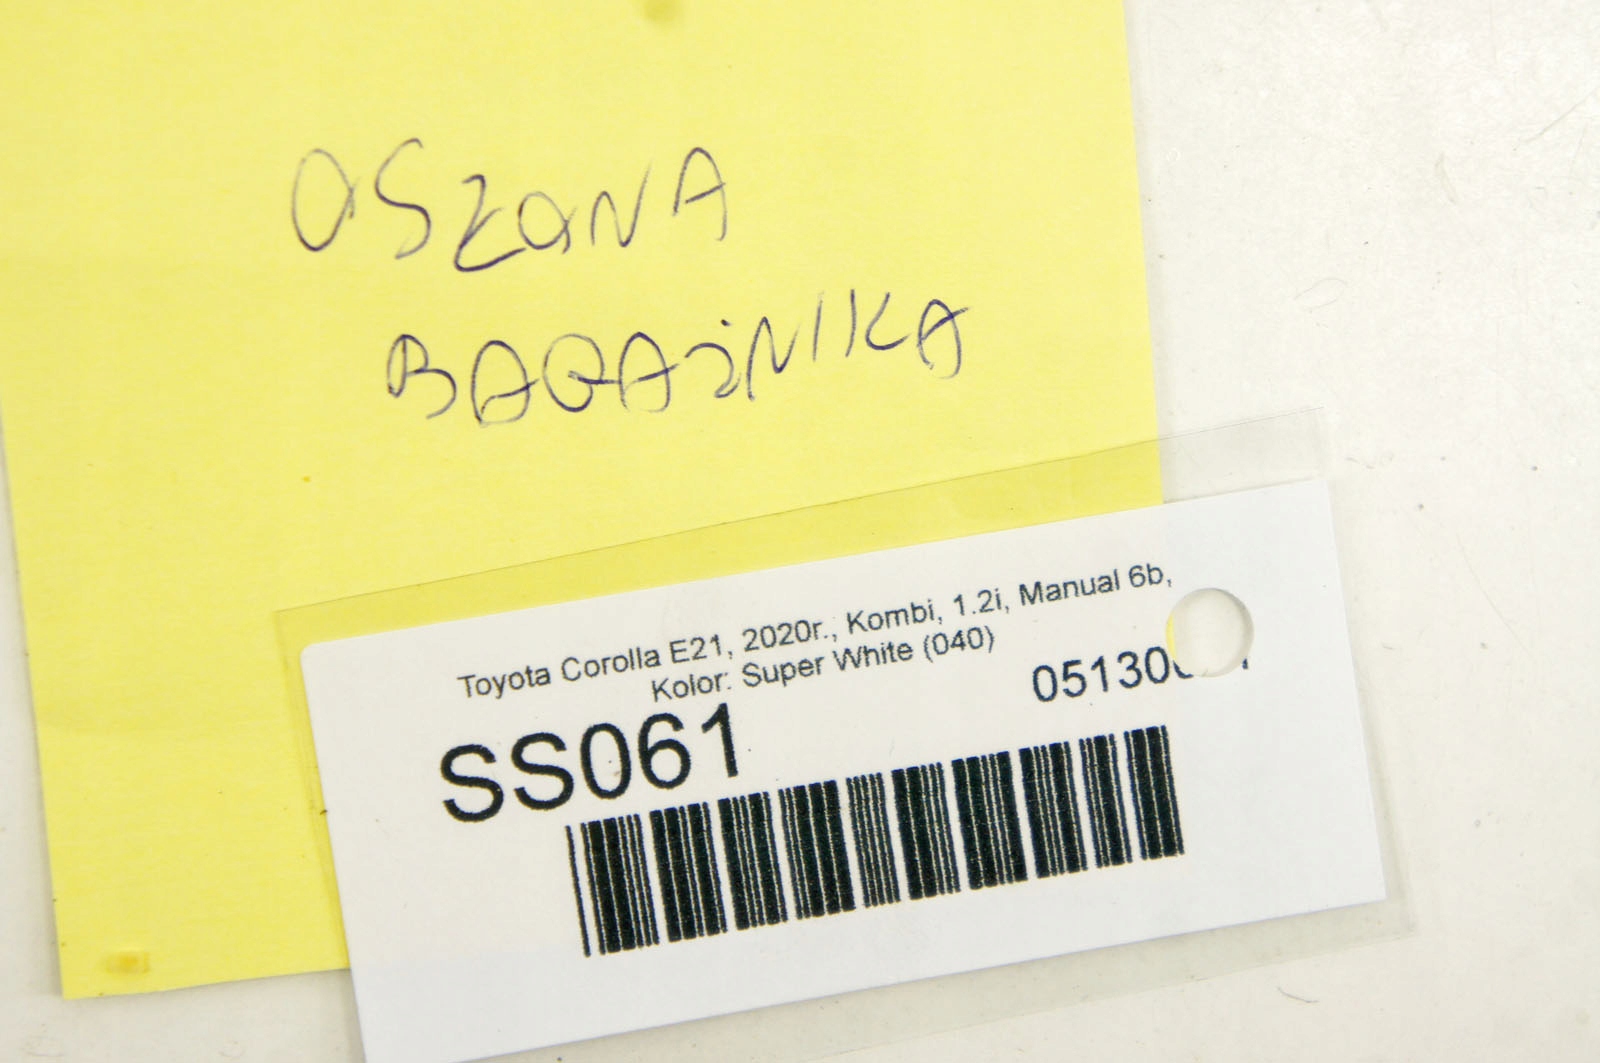 OSŁONA
BAGAŻNIKA
Toyota Corolla E21, 2020r., Kombi, 1.2i, Manual 6b,
Kolor: Super White (040)
SS061